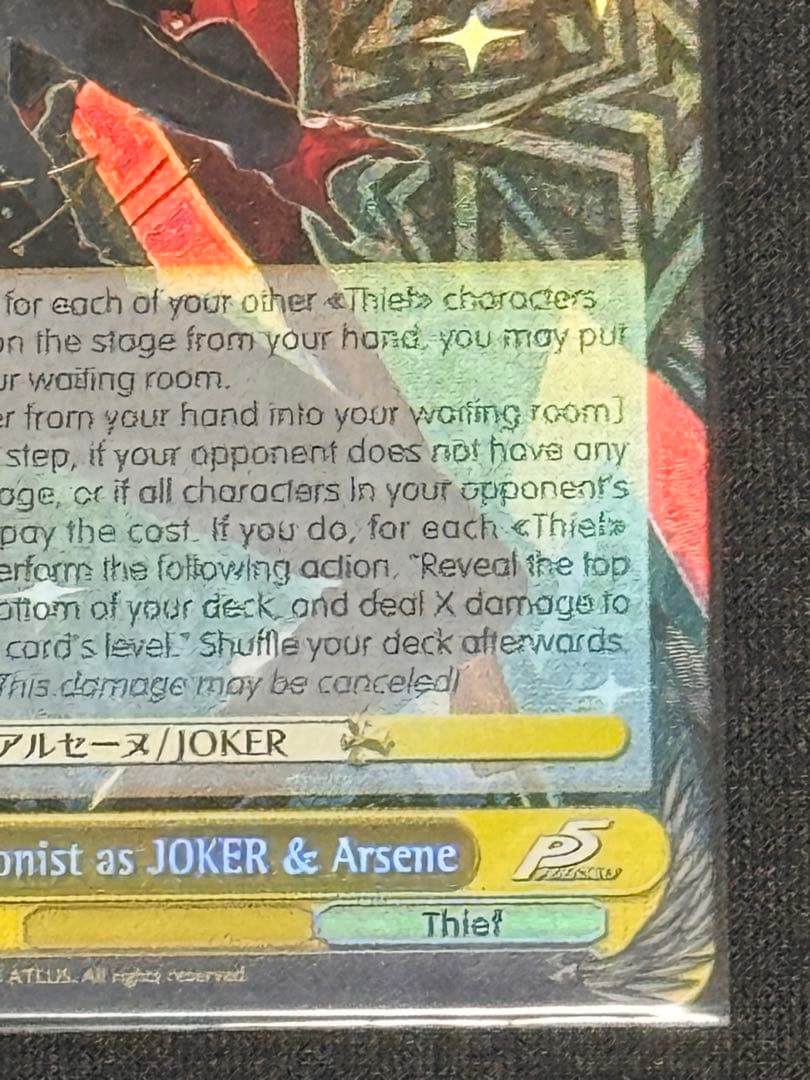 for each of your other «Thief» characters
on the stage from your hand, you may put
ur waiting room.
er from your hand into your waiting room]
step, if your opponent does not have any
age, or if all characters in your opponent's
pay the cost. If you do, for each «Thief»
erform the following action. "Reveal the top
ottom of your deck, and deal X damage to
card's level." Shuffle your deck afterwards.
This damage may be canceled)
アルセーヌ/JOKER
onist as JOKER & Arsene
P5
Thief
ATLUS. All rights reserved.